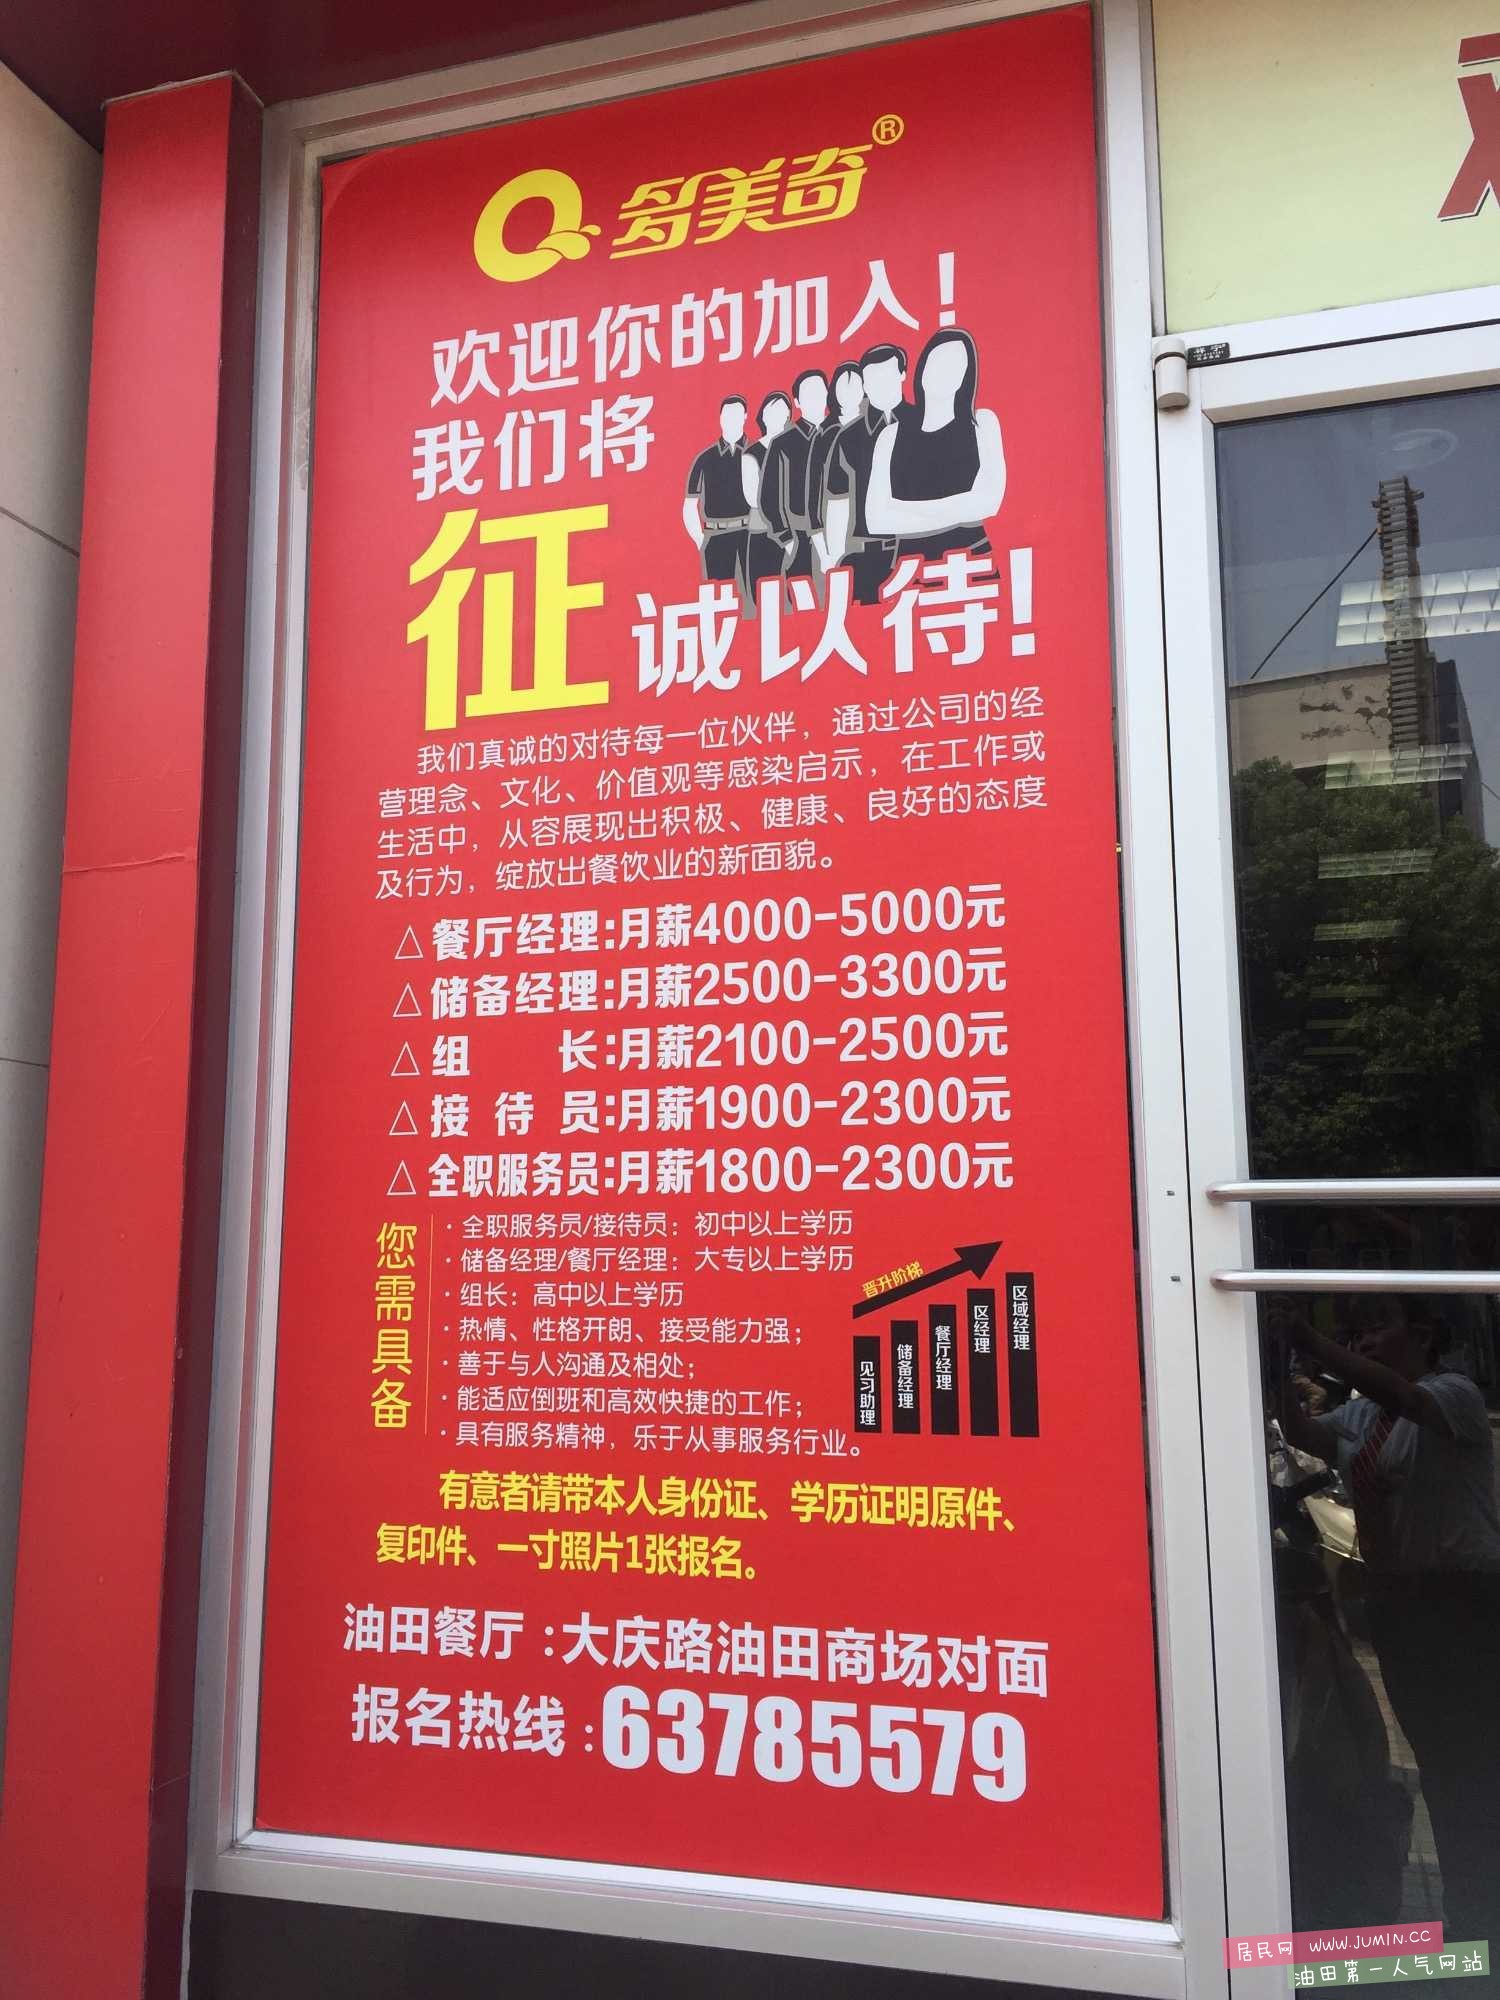 多美奇®
欢迎你的加入！
我们将
征诚以待！
我们真诚的对待每一位伙伴，通过公司的经
营理念、文化、价值观等感染启示，在工作或
生活中，从容展现出积极、健康、良好的态度
及行为，绽放出餐饮业的新面貌。
△餐厅经理:月薪4000-5000元
△储备经理:月薪2500-3300元
△组长:月薪2100-2500元
△接待员:月薪1900-2300元
△全职服务员:月薪1800-2300元
您需具备
·全职服务员/接待员：初中以上学历
·储备经理/餐厅经理：大专以上学历
·组长：高中以上学历
·热情、性格开朗、接受能力强；
·善于与人沟通及相处；
·能适应倒班和高效快捷的工作；
·具有服务精神，乐于从事服务行业。
晋升阶梯
见习助理
储备经理
餐厅经理
区经理
区域经理
有意者请带本人身份证、学历证明原件、
复印件、一寸照片1张报名。
油田餐厅：大庆路油田商场对面
报名热线：63785579
居民网 WWW.JUMIN.CC
油田第一人气网站